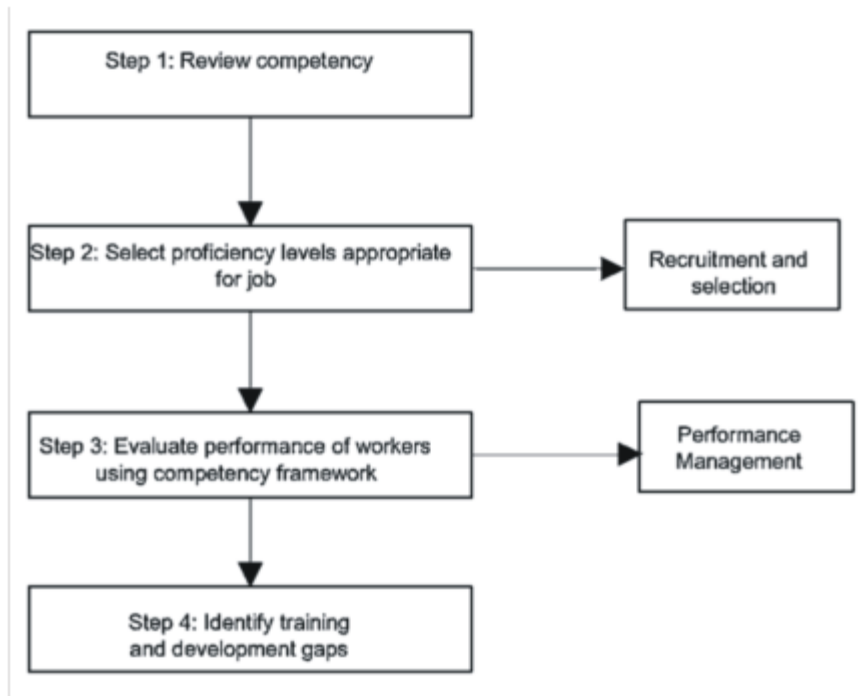 Step 1: Review competency
Step 2: Select proficiency levels appropriate
for job
Recruitment and
selection
Step 3: Evaluate performance of workers
using competency framework
Performance
Management
Step 4: Identify training
and development gaps